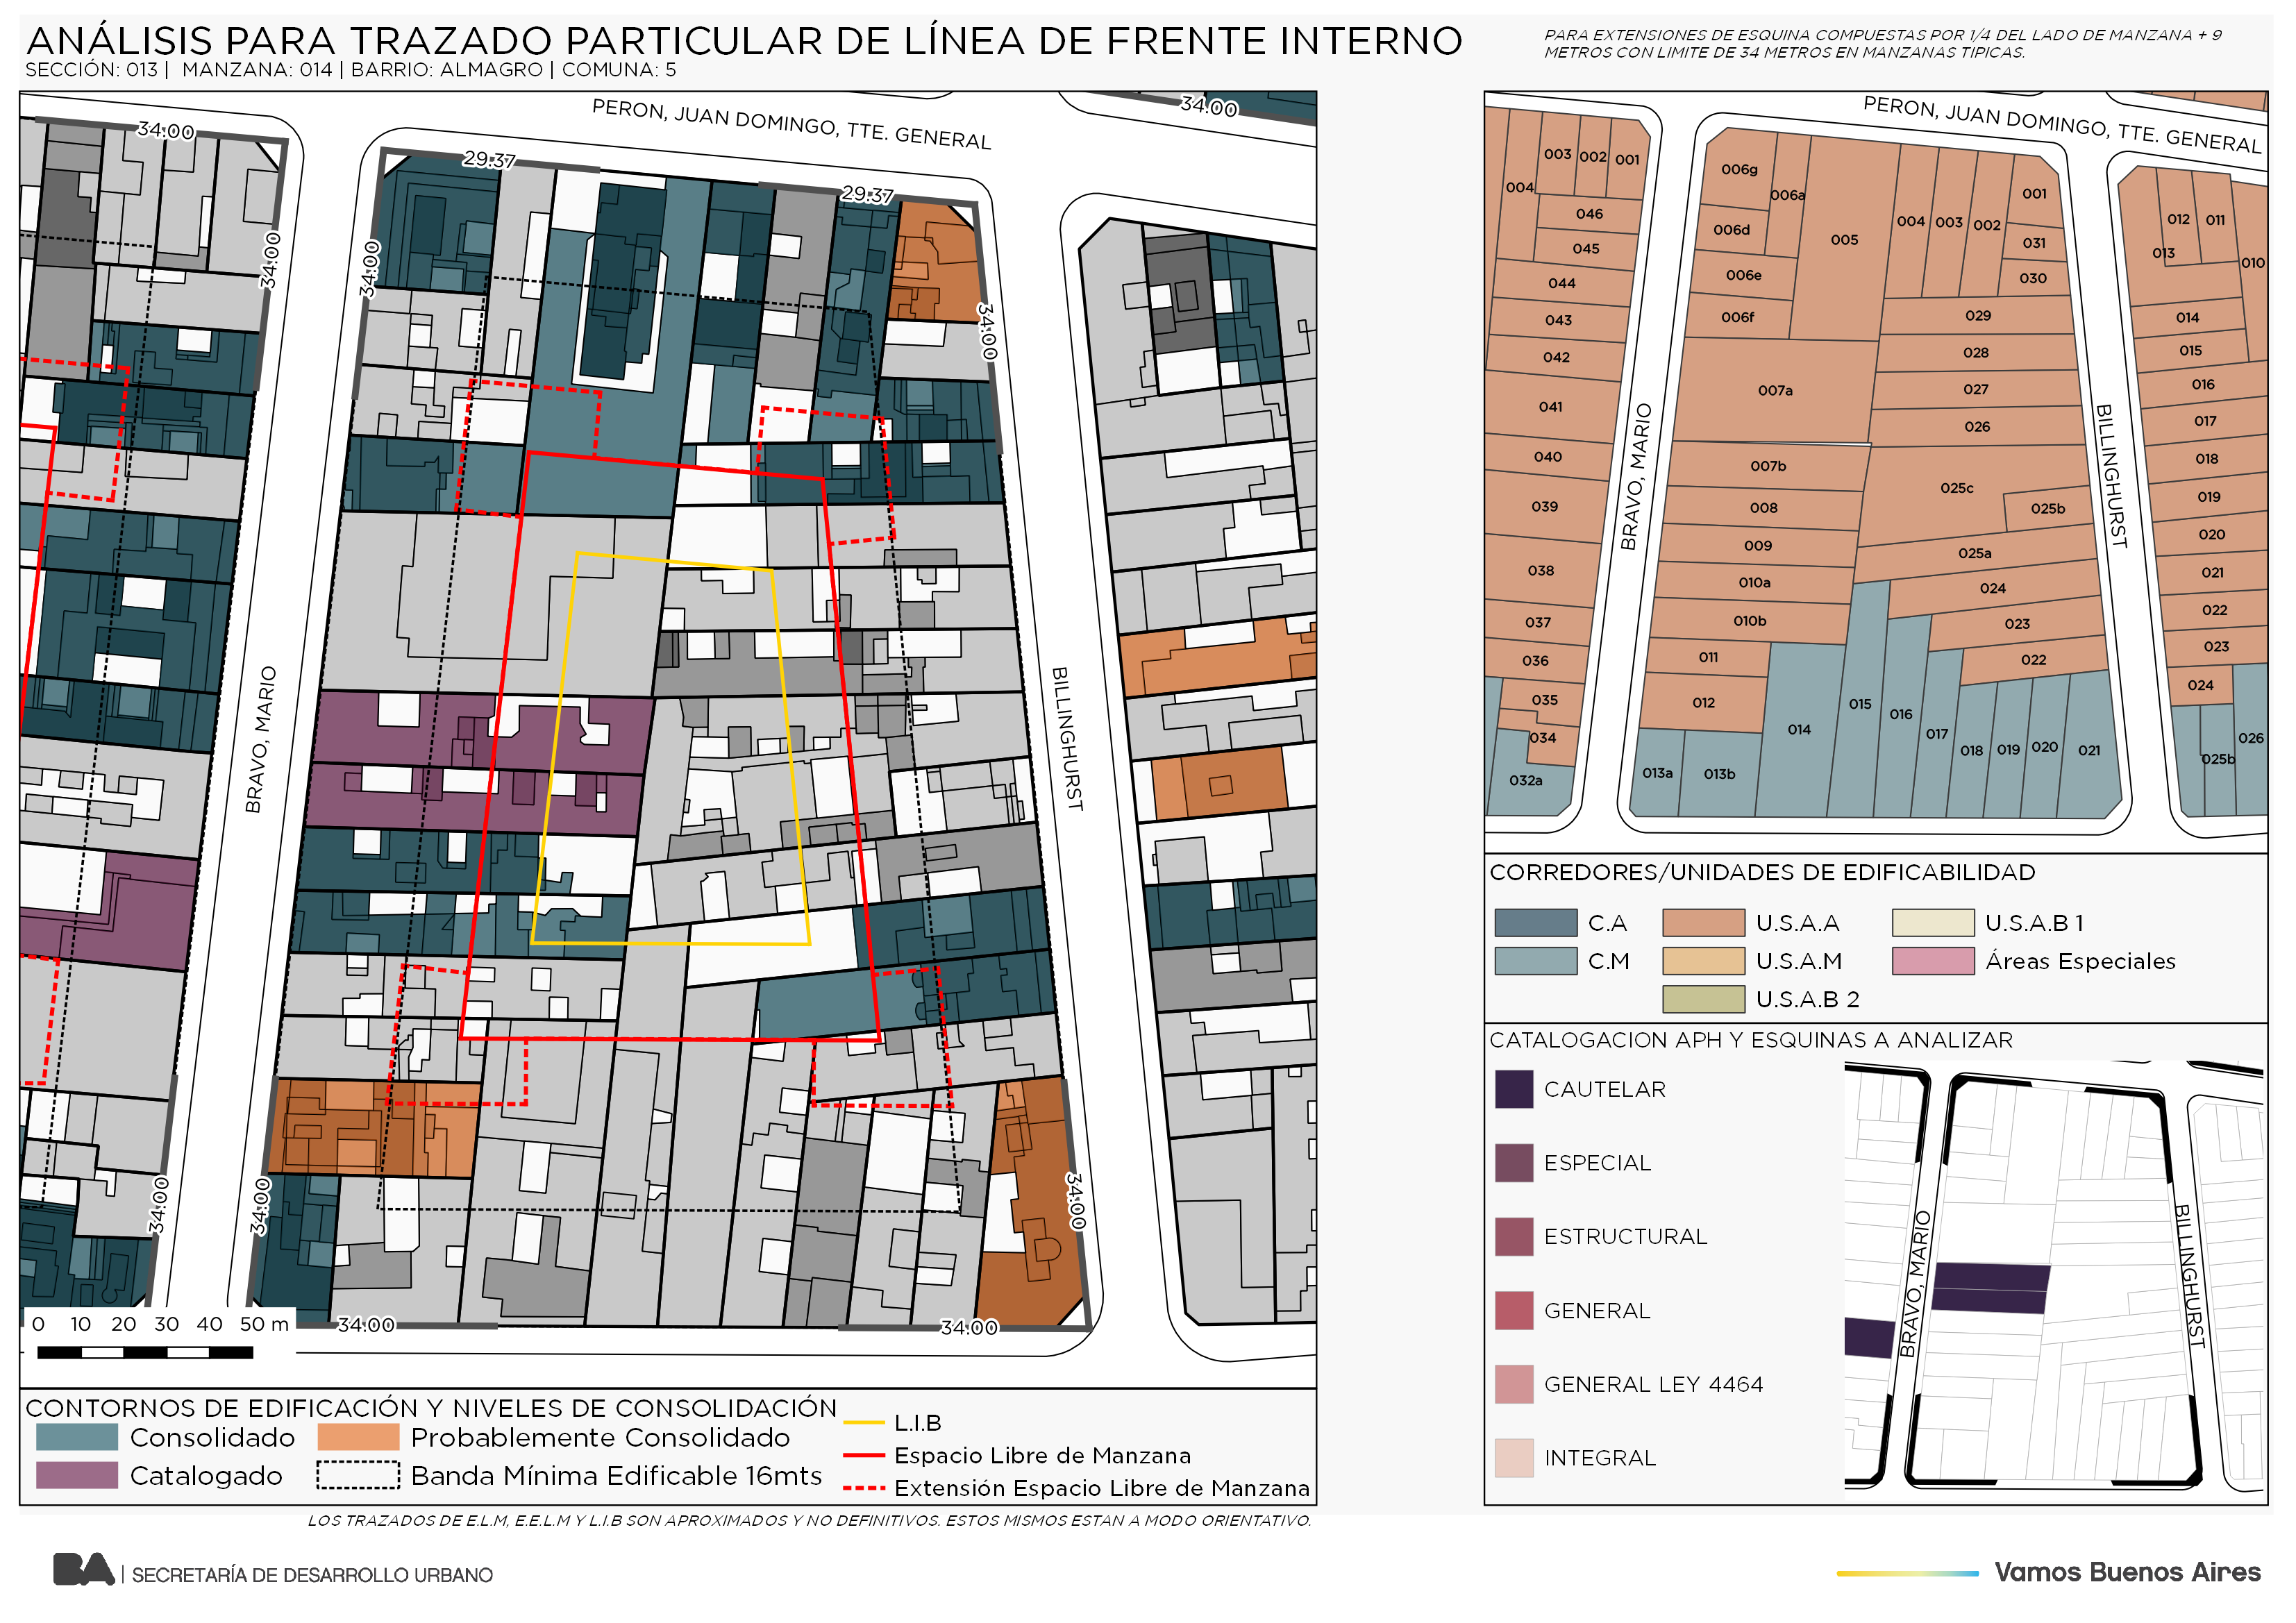 ANÁLISIS PARA TRAZADO PARTICULAR DE LÍNEA DE FRENTE INTERNO
SECCIÓN: 013 | MANZANA: 014 | BARRIO: ALMAGRO | COMUNA: 5
PARA EXTENSIONES DE ESQUINA COMPUESTAS POR 1/4 DEL LADO DE MANZANA + 9
METROS CON LIMITE DE 34 METROS EN MANZANAS TIPICAS.
PERON, JUAN DOMINGO, TTE. GENERAL
34.00
34.00
29.37
29.37
34.00
34.00
34.00
BRAVO, MARIO
BILLINGHURST
34.00
34.00
34.00
34.00
34.00
0 10 20 30 40 50 m
CONTORNOS DE EDIFICACIÓN Y NIVELES DE CONSOLIDACIÓN
Consolidado
Probablemente Consolidado
Catalogado
Banda Mínima Edificable 16mts
L.I.B
Espacio Libre de Manzana
Extensión Espacio Libre de Manzana
LOS TRAZADOS DE E.L.M, E.E.L.M Y L.I.B SON APROXIMADOS Y NO DEFINITIVOS. ESTOS MISMOS ESTAN A MODO ORIENTATIVO.
PERON, JUAN DOMINGO, TTE. GENERAL
BRAVO, MARIO
BILLINGHURST
004
003
002
001
046
045
044
043
042
041
040
039
038
037
036
035
034
032a
006g
006a
006d
006e
006f
005
004
003
002
001
031
030
029
028
027
026
007a
007b
008
009
010a
010b
011
012
013a
013b
014
015
016
017
018
019
020
021
022
023
024
025a
025b
025c
013
012
011
010
014
015
016
017
018
019
020
021
022
023
024
025b
026
CORREDORES/UNIDADES DE EDIFICABILIDAD
C.A
U.S.A.A
U.S.A.B 1
C.M
U.S.A.M
Áreas Especiales
U.S.A.B 2
CATALOGACION APH Y ESQUINAS A ANALIZAR
CAUTELAR
ESPECIAL
ESTRUCTURAL
GENERAL
GENERAL LEY 4464
INTEGRAL
BRAVO, MARIO
BILLINGHURST
BA | SECRETARÍA DE DESARROLLO URBANO
Vamos Buenos Aires